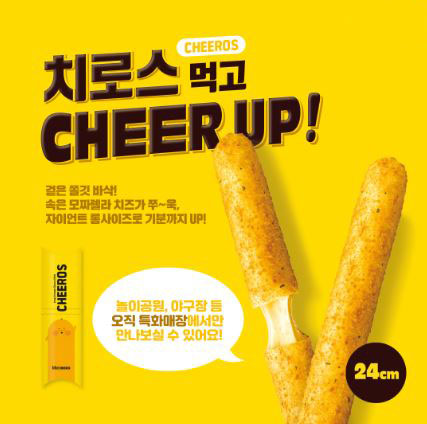 CHEEROS
치로스 먹고
CHEER UP!
겉은 쫄깃 바삭!
속은 모짜렐라 치즈가 쭈~욱,
자이언트 롱사이즈로 기분까지 UP!
CHEEROS
놀이공원, 야구장 등
오직 특화매장에서만
만나보실 수 있어요!
24cm